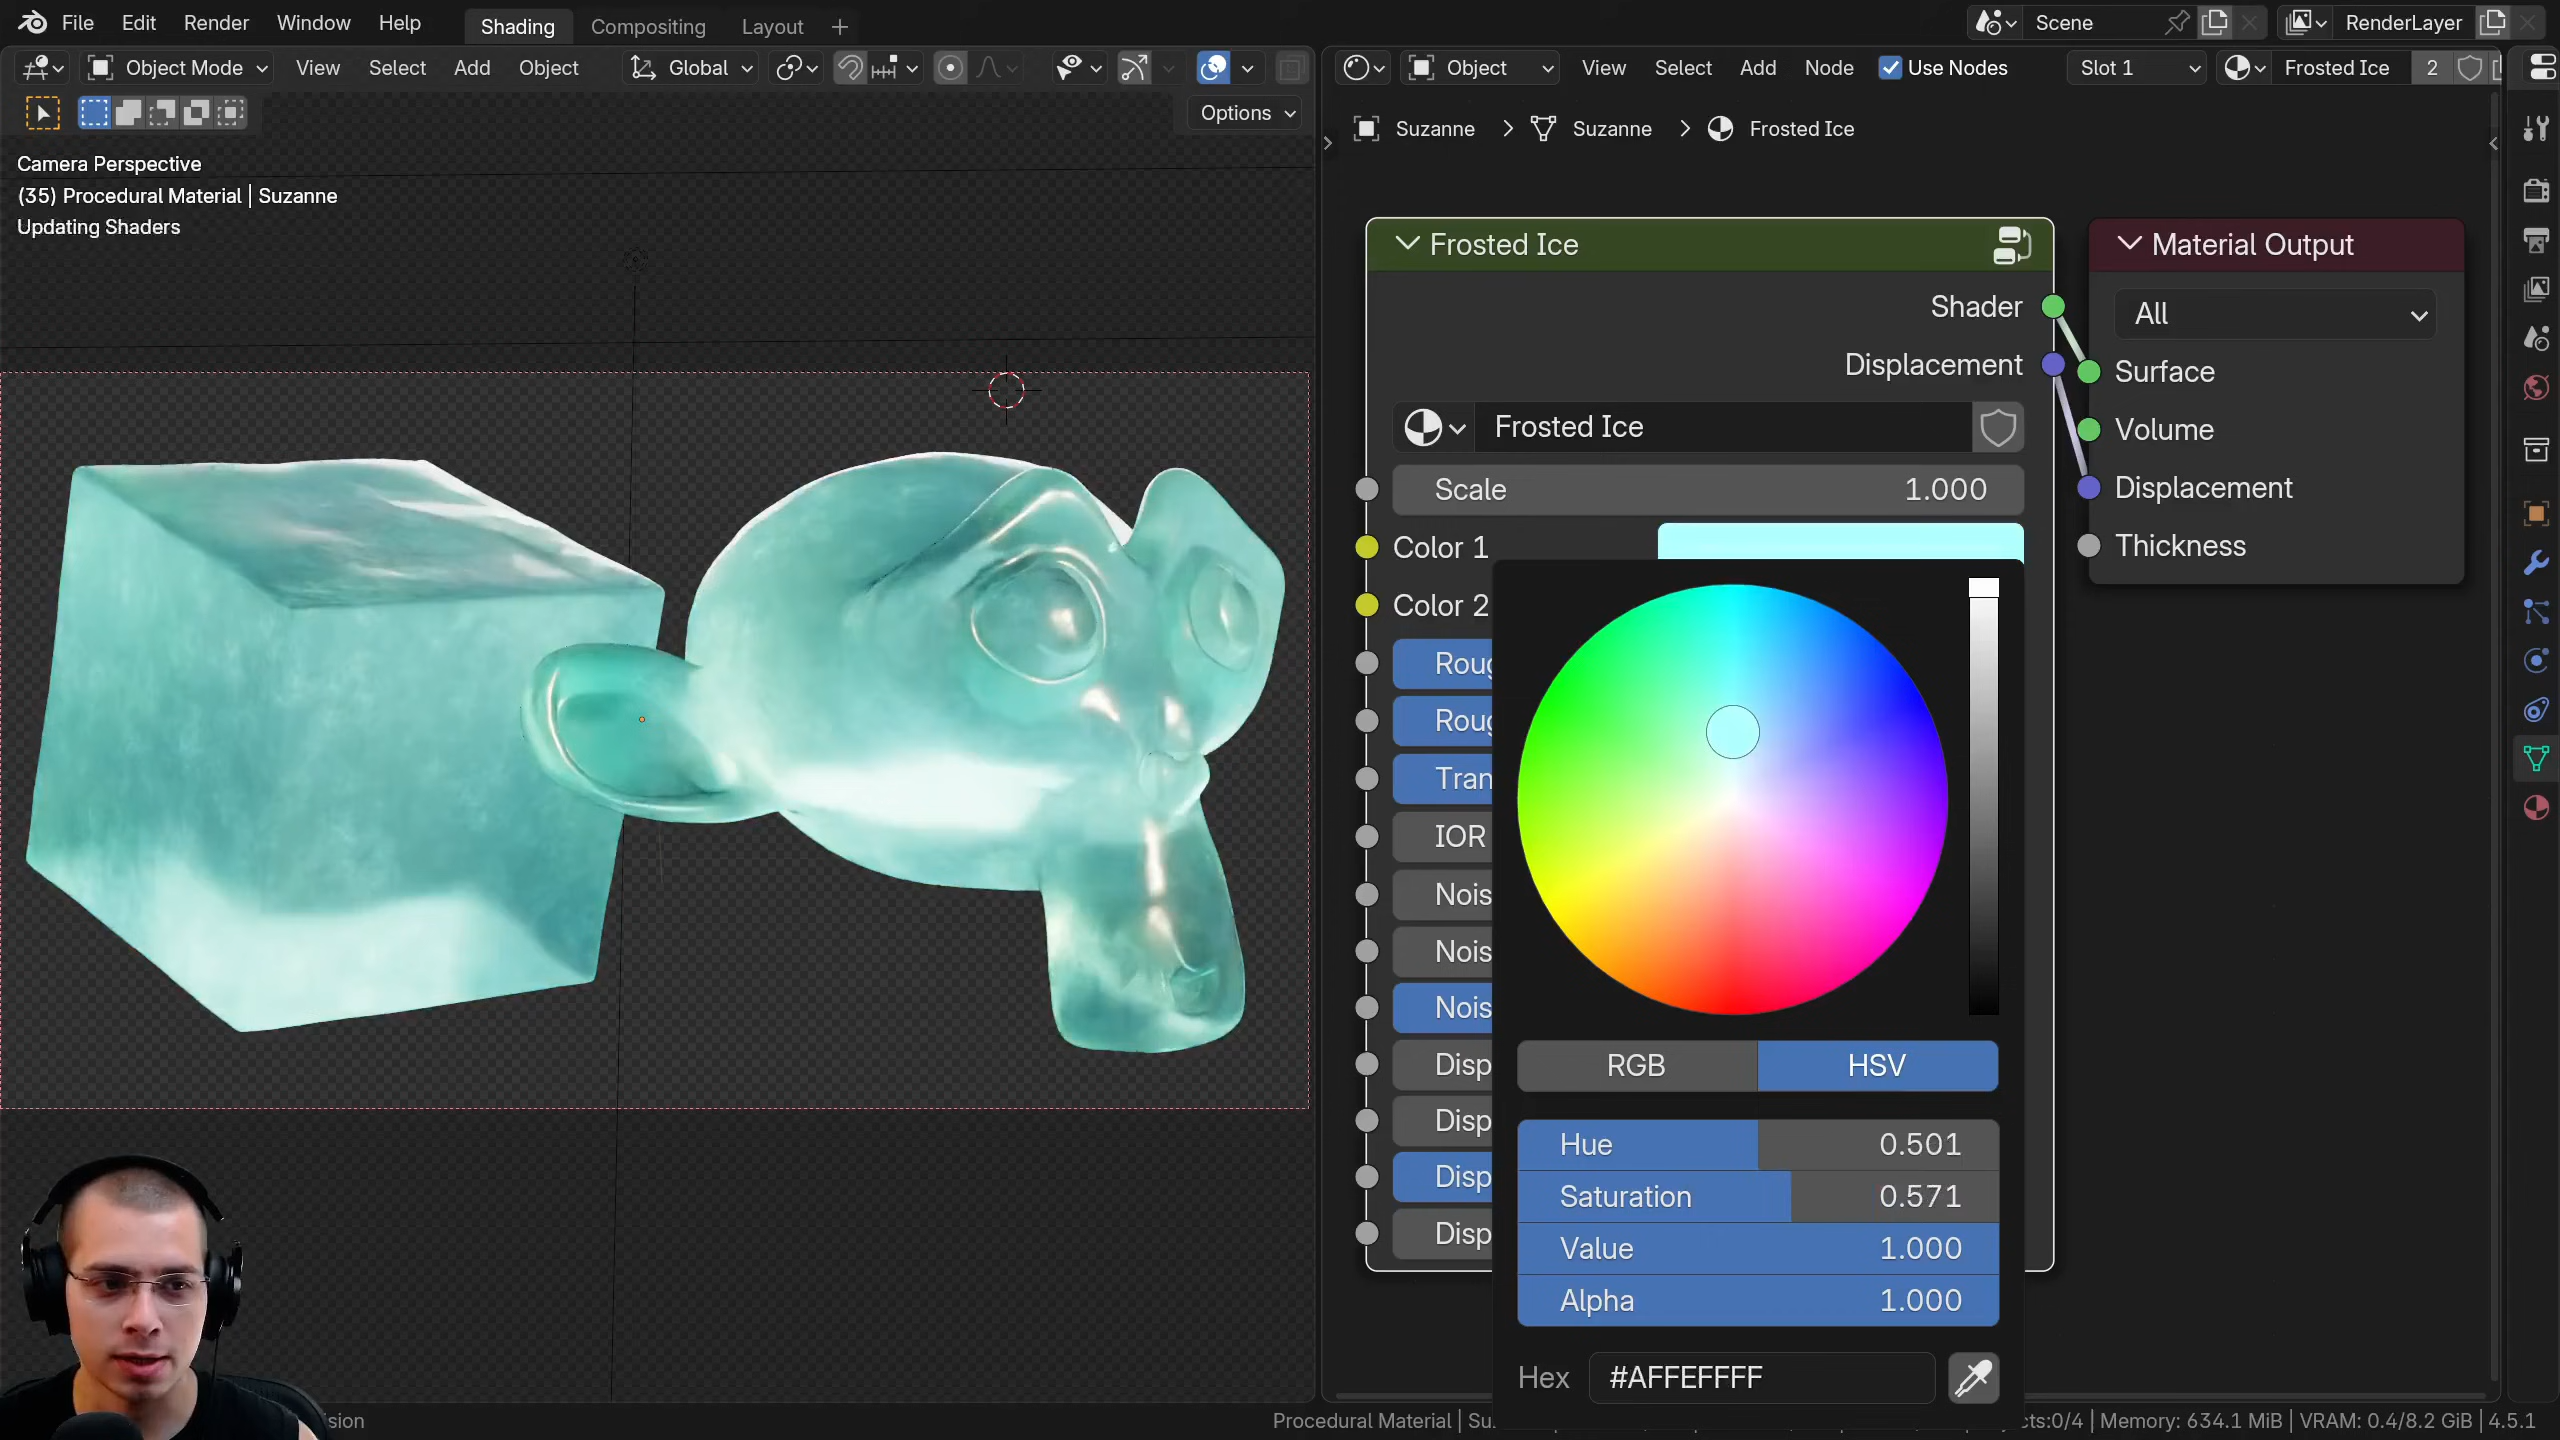 File Edit Render Window Help Shading Compositing Layout + Scene RenderLayer
Object Mode View Select Add Object Global
Options
Camera Perspective
(35) Procedural Material | Suzanne
Updating Shaders
Object View Select Add Node Use Nodes Slot 1 Frosted Ice 2
Suzanne > Suzanne > Frosted Ice
Frosted Ice
Shader
Displacement
Frosted Ice
Scale 1.000
Color 1
Color 2
Roug
Roug
Tran
IOR
Nois
Nois
Nois
Disp
Disp
Disp
Disp
RGB HSV
Hue 0.501
Saturation 0.571
Value 1.000
Alpha 1.000
Hex #AFFEFFFF
Material Output
All
Surface
Volume
Displacement
Thickness
sion
Procedural Material | Su
cts:0/4 | Memory: 634.1 MiB | VRAM: 0.4/8.2 GiB | 4.5.1